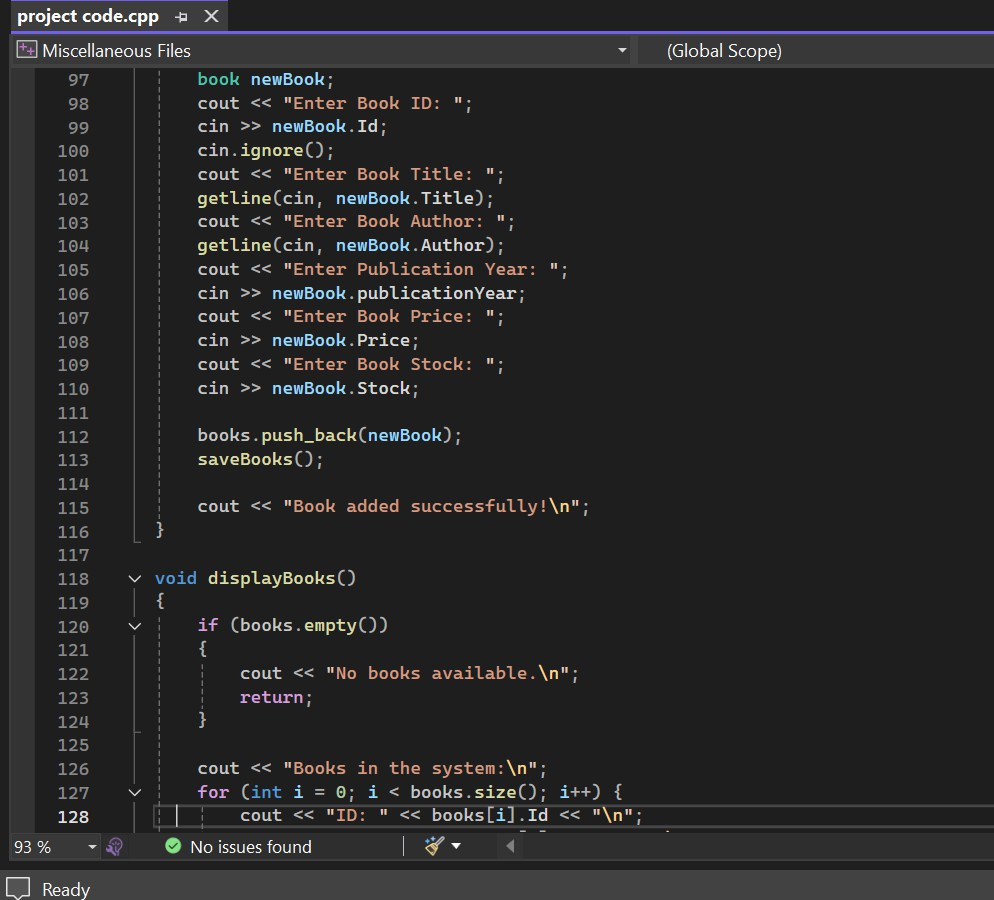 project code.cpp
Miscellaneous Files (Global Scope)
97 book newBook;
98 cout << "Enter Book ID: ";
99 cin >> newBook.Id;
100 cin.ignore();
101 cout << "Enter Book Title: ";
102 getline(cin, newBook.Title);
103 cout << "Enter Book Author: ";
104 getline(cin, newBook.Author);
105 cout << "Enter Publication Year: ";
106 cin >> newBook.publicationYear;
107 cout << "Enter Book Price: ";
108 cin >> newBook.Price;
109 cout << "Enter Book Stock: ";
110 cin >> newBook.Stock;
111
112 books.push_back(newBook);
113 saveBooks();
114
115 cout << "Book added successfully!\n";
116 }
117
118 void displayBooks()
119 {
120 if (books.empty())
121 {
122 cout << "No books available.\n";
123 return;
124 }
125
126 cout << "Books in the system:\n";
127 for (int i = 0; i < books.size(); i++) {
128 cout << "ID: " << books[i].Id << "\n";
93 % No issues found
Ready